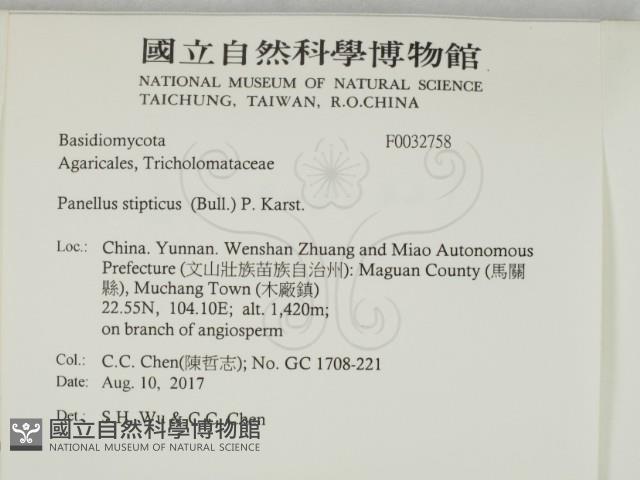 國立自然科學博物館
NATIONAL MUSEUM OF NATURAL SCIENCE
TAICHUNG, TAIWAN, R.O.CHINA
Basidiomycota F0032758
Agaricales, Tricholomataceae
Panellus stipticus (Bull.) P. Karst.
Loc.: China. Yunnan. Wenshan Zhuang and Miao Autonomous
Prefecture (文山壯族苗族自治州): Maguan County (馬關
縣), Muchang Town (木廠鎮)
22.55N, 104.10E; alt. 1,420m;
on branch of angiosperm
Col.: C.C. Chen(陳哲志); No. GC 1708-221
Date: Aug. 10, 2017
Det.: S.H. Wu & C.C. Chen
國立自然科學博物館
NATIONAL MUSEUM OF NATURAL SCIENCE